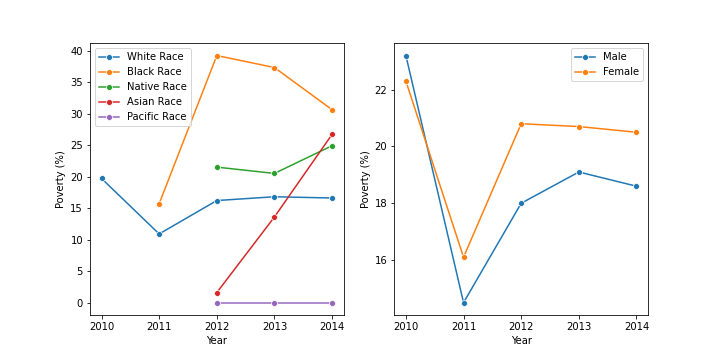 40
35
30
25
20
15
10
5
0
Poverty (%)
White Race
Black Race
Native Race
Asian Race
Pacific Race
2010 2011 2012 2013 2014
Year
22
20
18
16
Poverty (%)
Male
Female
2010 2011 2012 2013 2014
Year